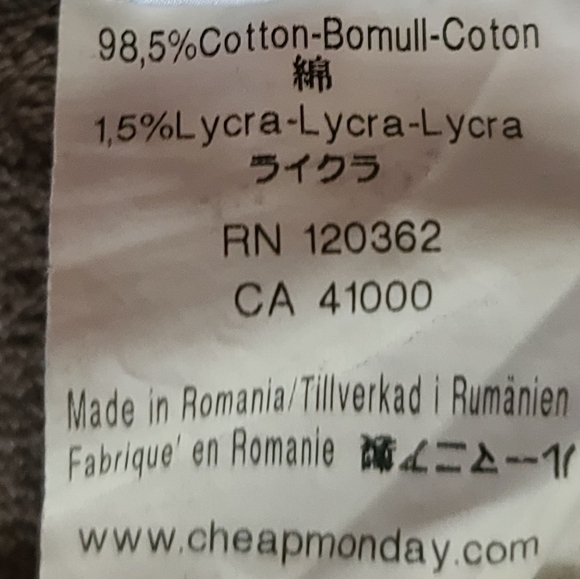 98,5%Cotton-Bomull-Coton
綿
1,5%Lycra-Lycra-Lycra
ライクラ
RN 120362
CA 41000
Made in Romania/Tillverkad i Rumänien
Fabrique' en Romanie
www.cheapmonday.com